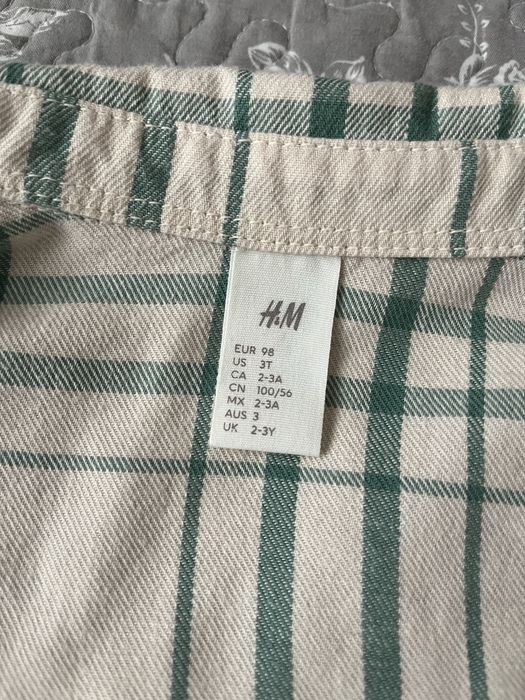 H&M
EUR 98
US 3T
CA 2-3A
CN 100/56
MX 2-3A
AUS 3
UK 2-3Y